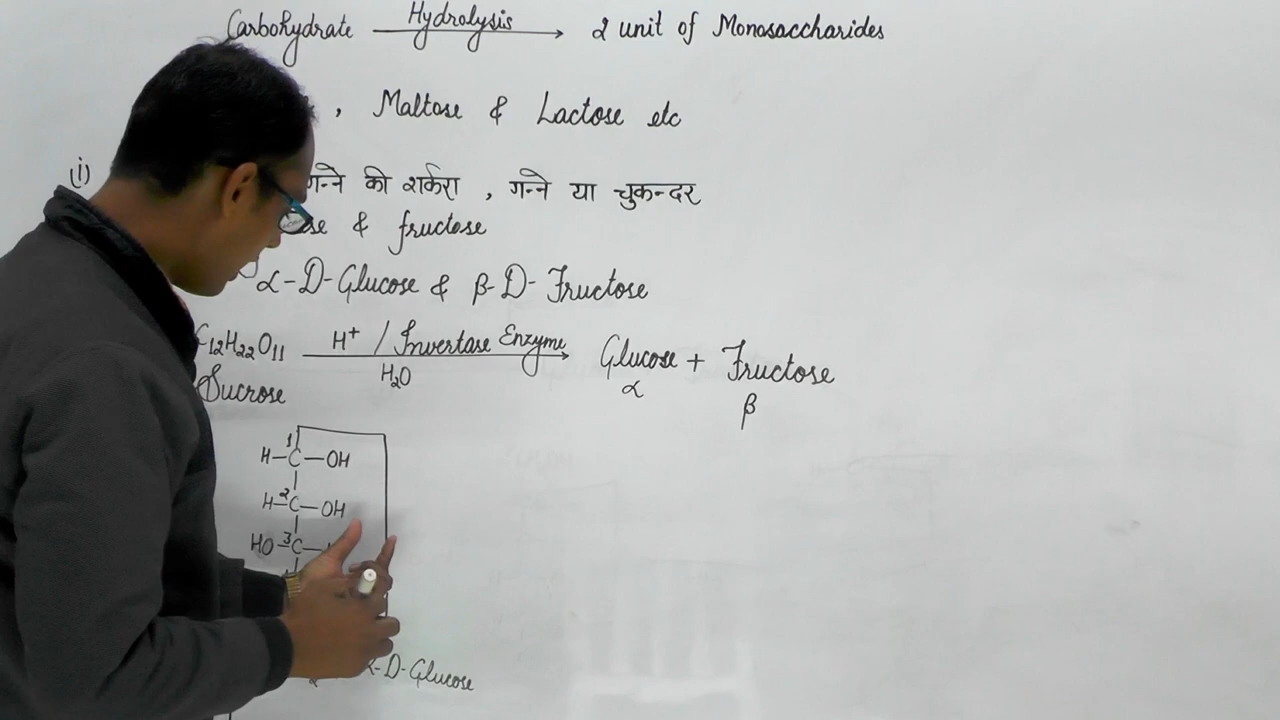 Carbohydrate Hydrolysis 2 unit of Monosaccharides
, Maltose & Lactose etc
(i) गन्ने की शर्करा , गन्ने या चुकन्दर
& fructose
α-D-Glucose & β-D-Fructose
C12H22O11 H+ / Invertase Enzyme H2O Glucose + Fructose
Sucrose α β
1
H-C-OH
H-2C-OH
HO-3C-
α-D-Glucose